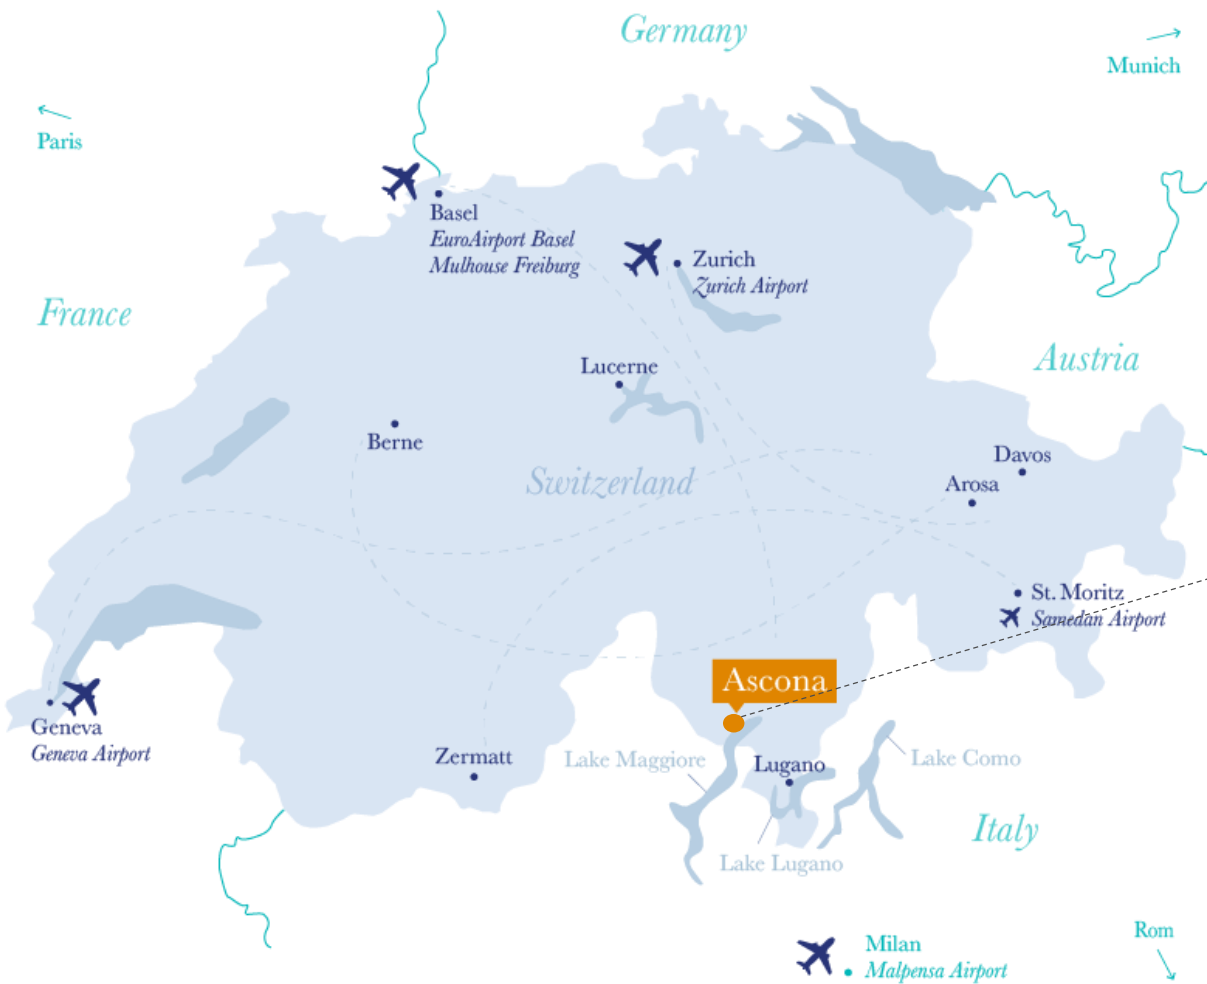 Germany
Munich
Paris
Basel
EuroAirport Basel
Mulhouse Freiburg
Zurich
Zurich Airport
France
Austria
Lucerne
Berne
Davos
Switzerland
Arosa
St. Moritz
Samedan Airport
Ascona
Geneva
Geneva Airport
Zermatt
Lake Maggiore
Lugano
Lake Como
Italy
Lake Lugano
Rom
Milan
Malpensa Airport